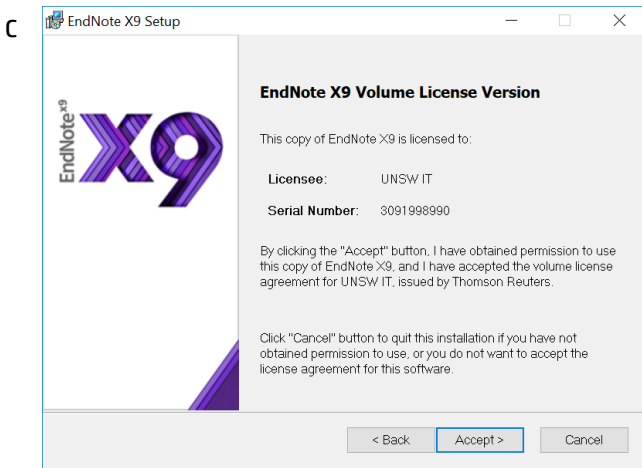 C
EndNote X9 Setup
EndNote X9
X9
EndNote X9 Volume License Version
This copy of EndNote X9 is licensed to:
Licensee: UNSW IT
Serial Number: 3091998990
By clicking the "Accept" button, I have obtained permission to use
this copy of EndNote X9, and I have accepted the volume license
agreement for UNSW IT, issued by Thomson Reuters.
Click "Cancel" button to quit this installation if you have not
obtained permission to use, or you do not want to accept the
license agreement for this software.
< Back Accept > Cancel